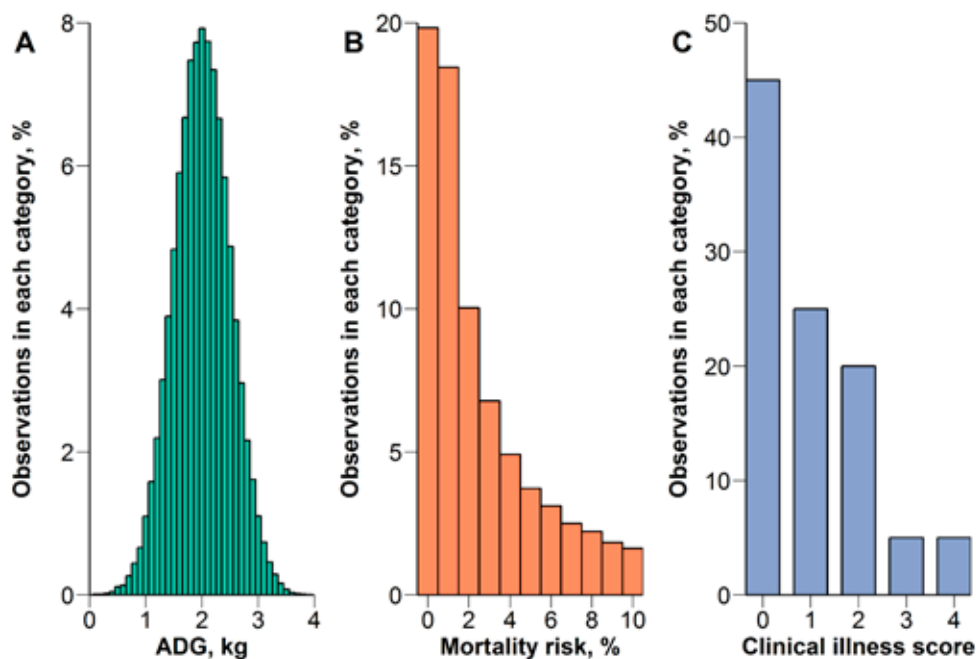 A
Observations in each category, %
8
6
4
2
0
0 1 2 3 4
ADG, kg
B
Observations in each category, %
20
15
10
5
0
0 2 4 6 8 10
Mortality risk, %
C
Observations in each category, %
50
40
30
20
10
0
0 1 2 3 4
Clinical illness score